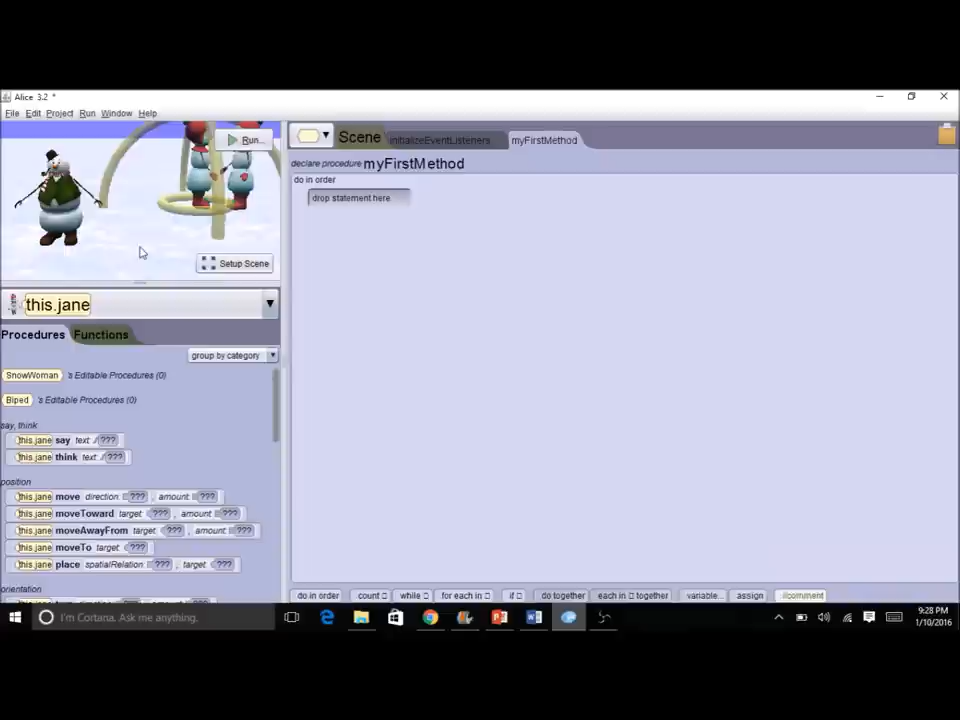 Alice 3.2 *
File Edit Project Run Window Help
Run...
Setup Scene
this.jane
Procedures Functions
group by category
SnowWoman 's Editable Procedures (0)
Biped 's Editable Procedures (0)
say, think
this.jane say text: ???
this.jane think text: ???
position
this.jane move direction: ??? , amount: ???
this.jane moveToward target: ??? , amount: ???
this.jane moveAwayFrom target: ??? , amount: ???
this.jane moveTo target: ???
this.jane place spatialRelation: ??? , target: ???
orientation
Scene initializeEventListeners myFirstMethod
declare procedure myFirstMethod
do in order
drop statement here
do in order count while for each in if do together each in together variable... assign //comment
I'm Cortana. Ask me anything.
9:28 PM
1/10/2016